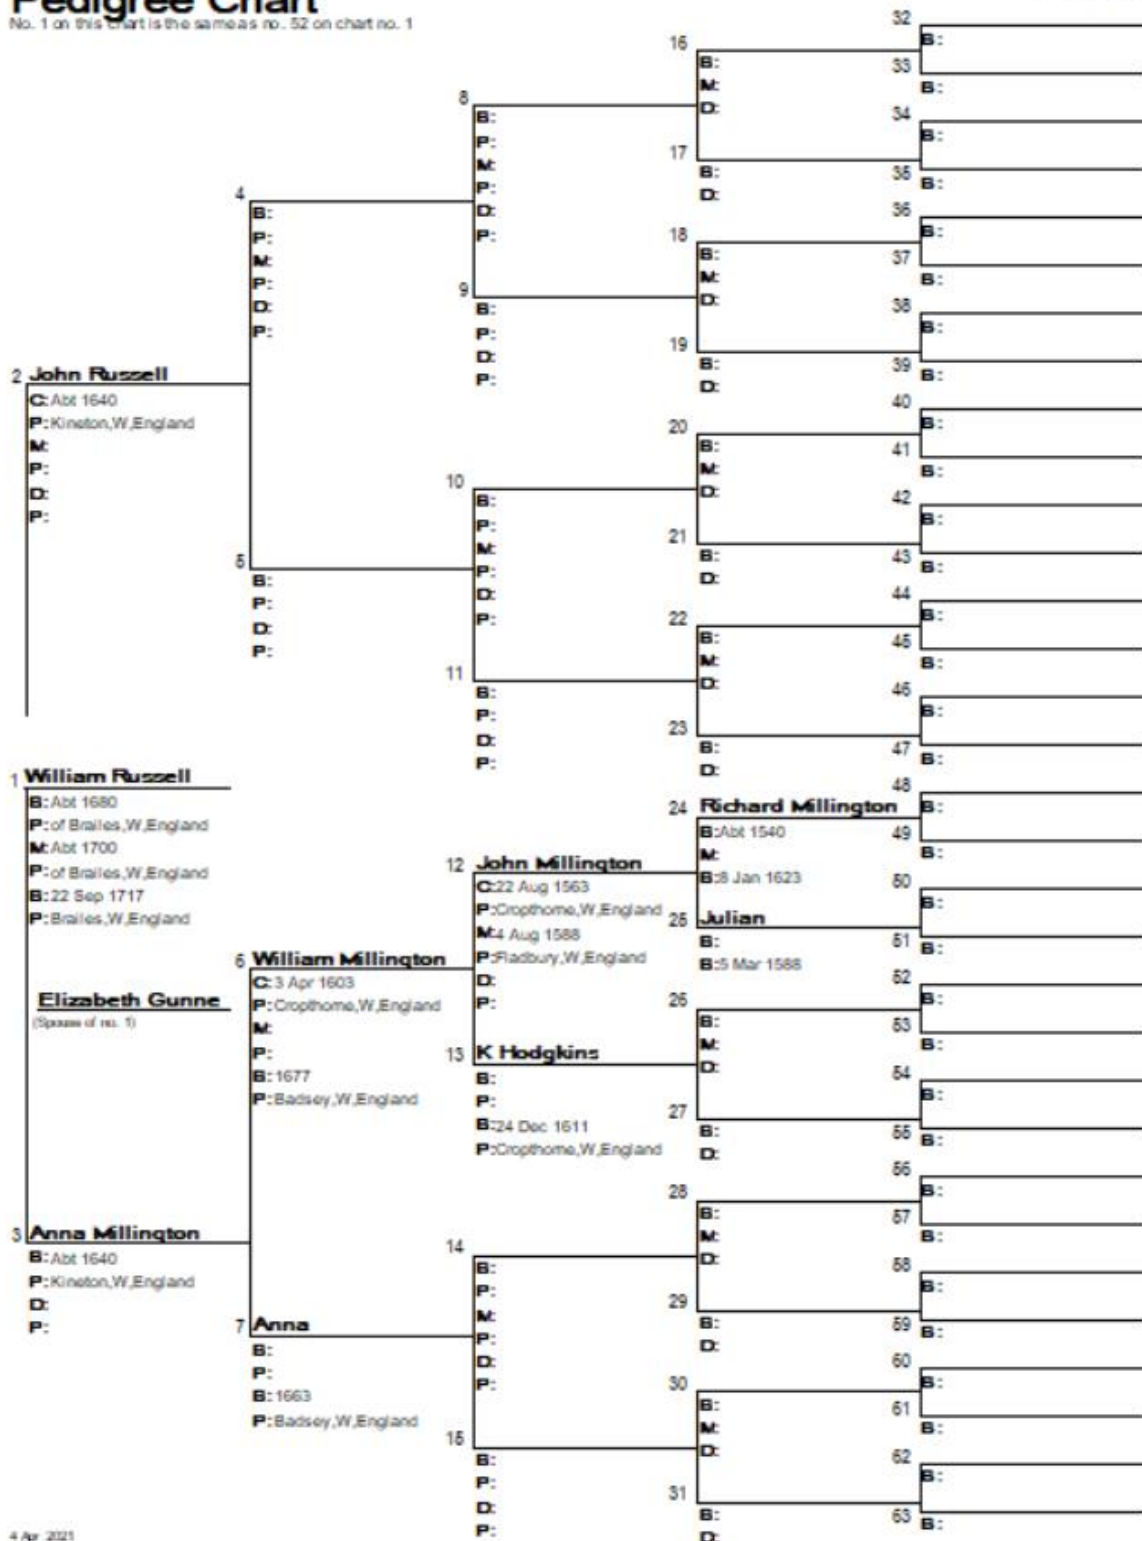 Pedigree Chart
No. 1 on this chart is the same as no. 52 on chart no. 1
2 John Russell
C: Abt 1640
P: Kineton,W,England
M:
P:
D:
P:
1 William Russell
B: Abt 1680
P: of Brailes,W,England
M: Abt 1700
P: of Brailes,W,England
B: 22 Sep 1717
P: Brailes,W,England
Elizabeth Gunne
(Spouse of no. 1)
3 Anna Millington
B: Abt 1640
P: Kineton,W,England
D:
P:
4
B:
P:
M:
P:
D:
P:
5
B:
P:
D:
P:
6 William Millington
C: 3 Apr 1603
P: Cropthorne,W,England
M:
P:
B: 1677
P: Badsey,W,England
7 Anna
B:
P:
B: 1663
P: Badsey,W,England
8
B:
P:
M:
P:
D:
P:
9
B:
P:
D:
P:
10
B:
P:
M:
P:
D:
P:
11
B:
P:
D:
P:
12 John Millington
C: 22 Aug 1563
P: Cropthorne,W,England
M: 4 Aug 1588
P: Fladbury,W,England
D:
P:
13 K Hodgkins
B:
P:
B: 24 Dec 1611
P: Cropthorne,W,England
14
B:
P:
M:
P:
D:
P:
15
B:
P:
D:
P:
16
B:
M:
D:
17
B:
D:
18
B:
M:
D:
19
B:
D:
20
B:
M:
D:
21
B:
D:
22
B:
M:
D:
23
B:
D:
24 Richard Millington
B: Abt 1540
M:
B: 8 Jan 1623
25 Julian
B:
B: 5 Mar 1588
26
B:
M:
D:
27
B:
D:
28
B:
M:
D:
29
B:
D:
30
B:
M:
D:
31
B:
D:
32
B:
33
B:
34
B:
35
B:
36
B:
37
B:
38
B:
39
B:
40
B:
41
B:
42
B:
43
B:
44
B:
45
B:
46
B:
47
B:
48
B:
49
B:
50
B:
51
B:
52
B:
53
B:
54
B:
55
B:
56
B:
57
B:
58
B:
59
B:
60
B:
61
B:
62
B:
63
B:
4 Apr 2021